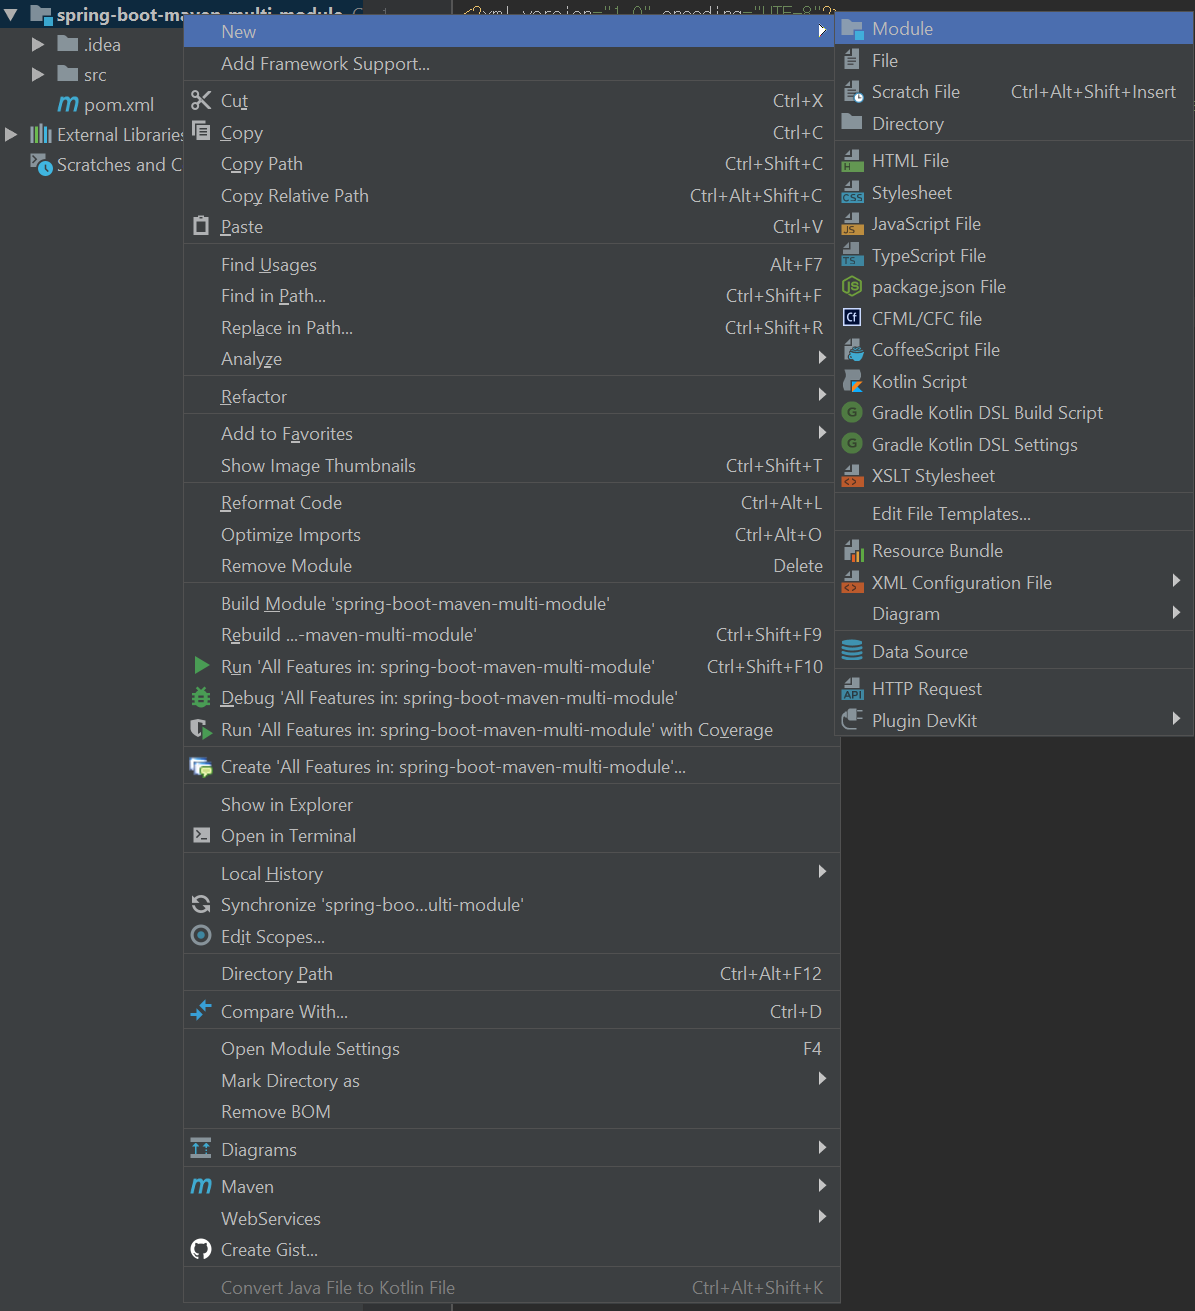 spring-boot-maven-multi-module
.idea
src
pom.xml
External Libraries
Scratches and C
1
<?xml version="1.0" encoding="UTF-8"?>
New
Add Framework Support...
Cut Ctrl+X
Copy Ctrl+C
Copy Path Ctrl+Shift+C
Copy Relative Path Ctrl+Alt+Shift+C
Paste Ctrl+V
Find Usages Alt+F7
Find in Path... Ctrl+Shift+F
Replace in Path... Ctrl+Shift+R
Analyze
Refactor
Add to Favorites
Show Image Thumbnails Ctrl+Shift+T
Reformat Code Ctrl+Alt+L
Optimize Imports Ctrl+Alt+O
Remove Module Delete
Build Module 'spring-boot-maven-multi-module'
Rebuild ...-maven-multi-module' Ctrl+Shift+F9
Run 'All Features in: spring-boot-maven-multi-module' Ctrl+Shift+F10
Debug 'All Features in: spring-boot-maven-multi-module'
Run 'All Features in: spring-boot-maven-multi-module' with Coverage
Create 'All Features in: spring-boot-maven-multi-module'...
Show in Explorer
Open in Terminal
Local History
Synchronize 'spring-boo...ulti-module'
Edit Scopes...
Directory Path Ctrl+Alt+F12
Compare With... Ctrl+D
Open Module Settings F4
Mark Directory as
Remove BOM
Diagrams
Maven
WebServices
Create Gist...
Convert Java File to Kotlin File Ctrl+Alt+Shift+K
Module
File
Scratch File Ctrl+Alt+Shift+Insert
Directory
HTML File
Stylesheet
JavaScript File
TypeScript File
package.json File
CFML/CFC file
CoffeeScript File
Kotlin Script
Gradle Kotlin DSL Build Script
Gradle Kotlin DSL Settings
XSLT Stylesheet
Edit File Templates...
Resource Bundle
XML Configuration File
Diagram
Data Source
HTTP Request
Plugin DevKit